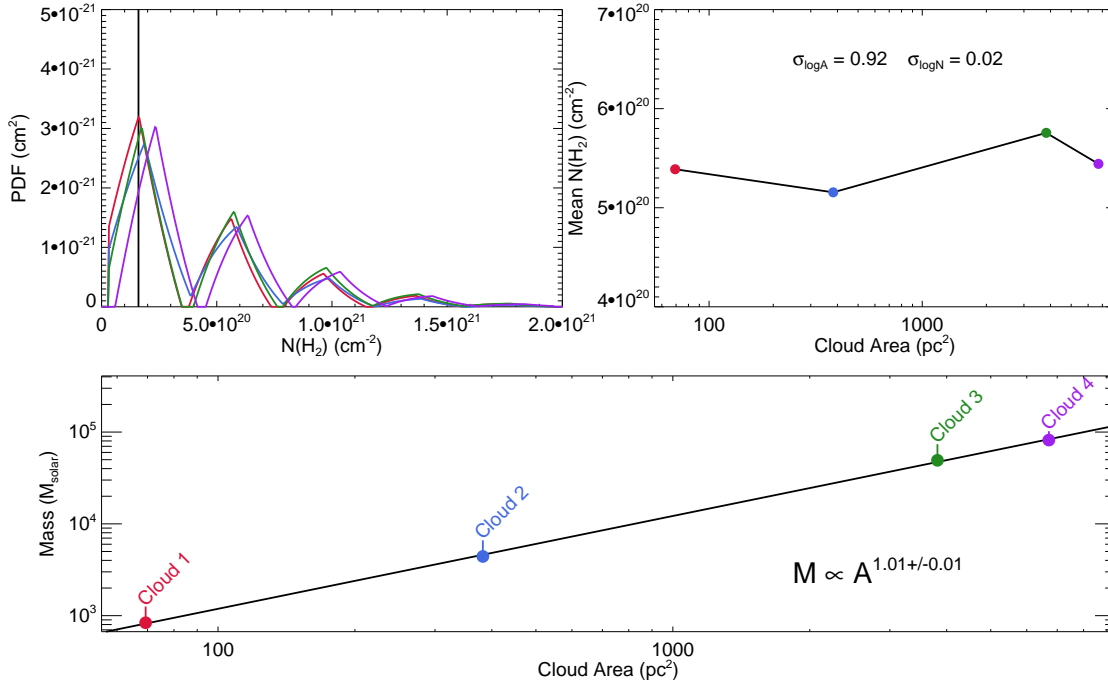 5•10⁻²¹
4•10⁻²¹
3•10⁻²¹
2•10⁻²¹
1•10⁻²¹
0
PDF (cm²)
0 5.0•10²⁰ 1.0•10²¹ 1.5•10²¹ 2.0•10²¹
N(H₂) (cm⁻²)
7•10²⁰
6•10²⁰
5•10²⁰
4•10²⁰
Mean N(H₂) (cm⁻²)
σlogA = 0.92 σlogN = 0.02
100 1000
Cloud Area (pc²)
10⁵
10⁴
10³
Mass (Msolar)
Cloud 1
Cloud 2
Cloud 3
Cloud 4
M ∝ A^1.01+/-0.01
100 1000
Cloud Area (pc²)